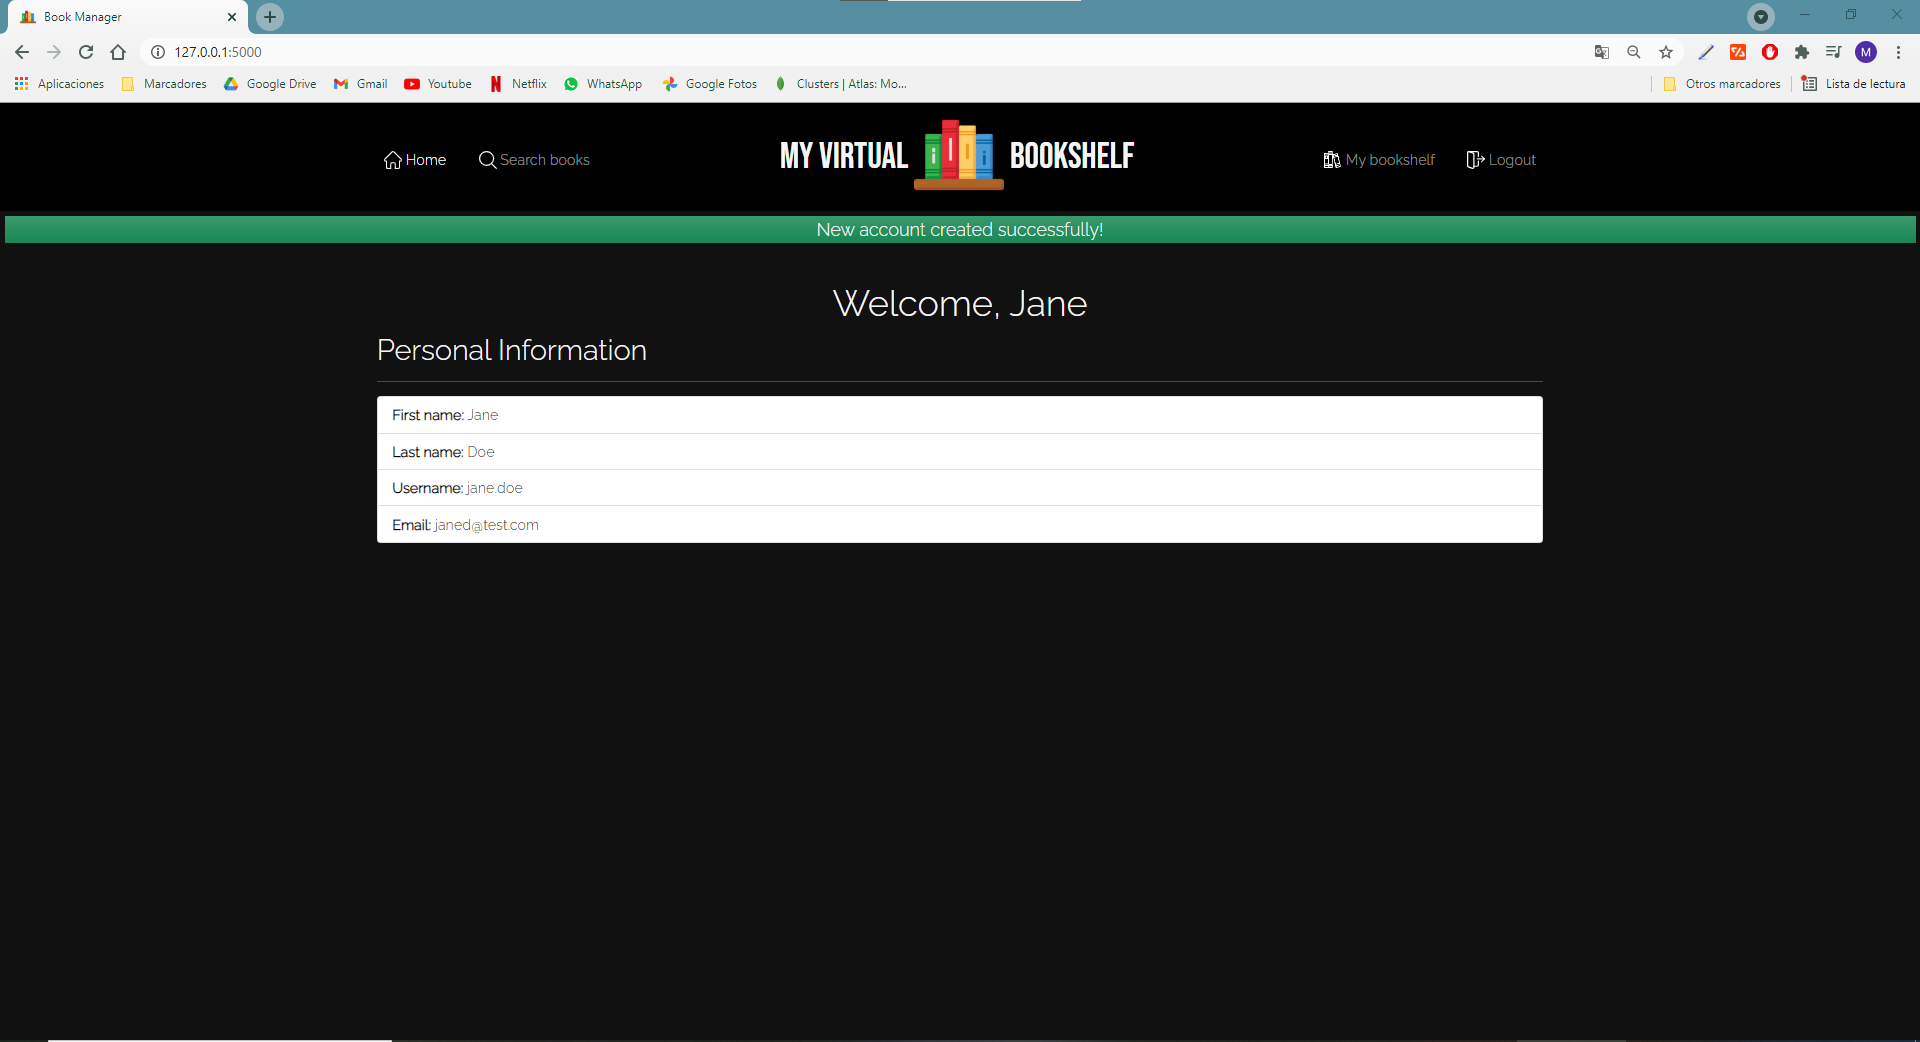 Book Manager
127.0.0.1:5000
M
Aplicaciones Marcadores Google Drive Gmail Youtube Netflix WhatsApp Google Fotos Clusters | Atlas: Mo... Otros marcadores Lista de lectura
Home Search books MY VIRTUAL BOOKSHELF My bookshelf Logout
New account created successfully!
Welcome, Jane
Personal Information
First name: Jane
Last name: Doe
Username: jane.doe
Email: janed@test.com